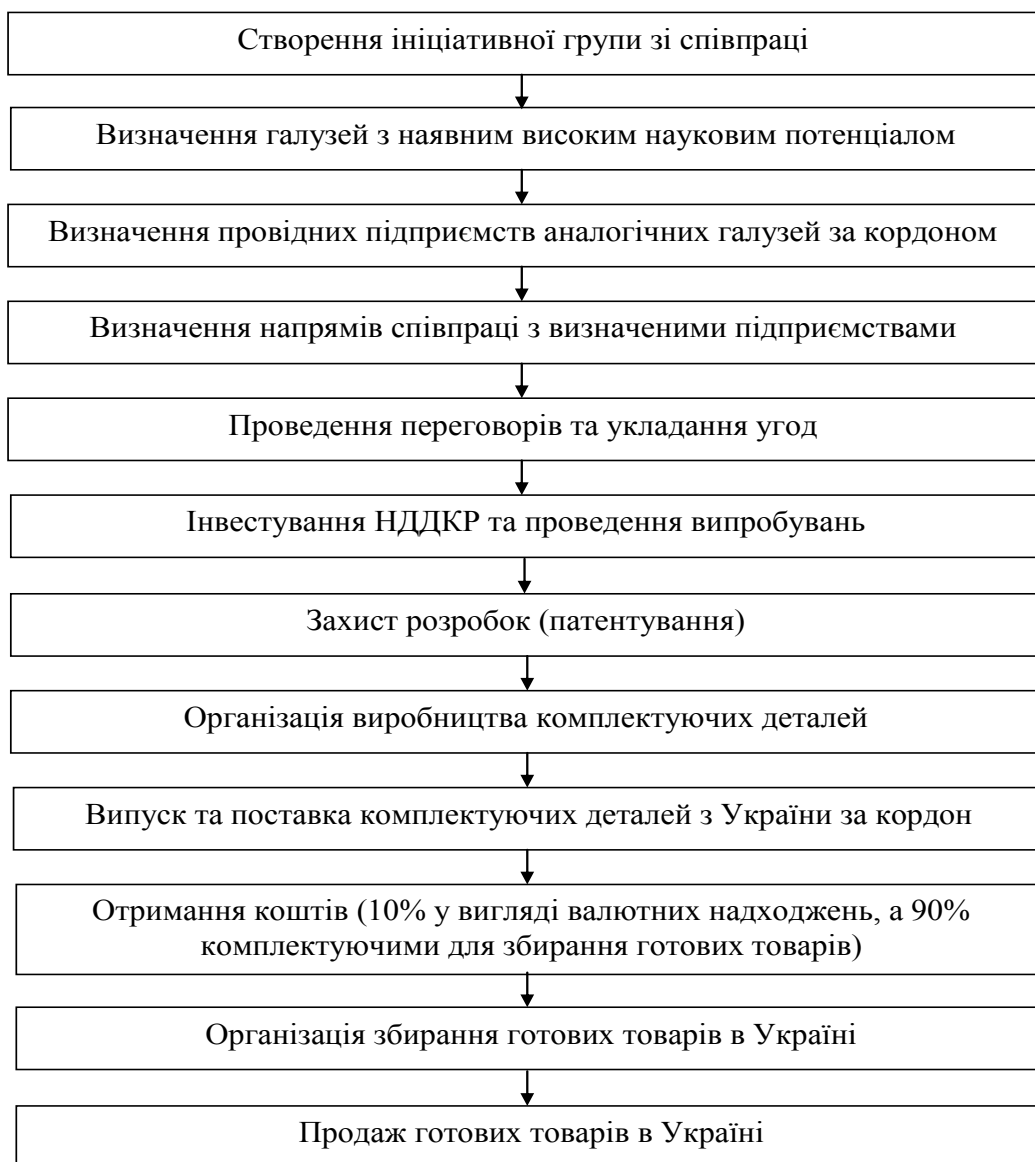 Створення ініціативної групи зі співпраці
Визначення галузей з наявним високим науковим потенціалом
Визначення провідних підприємств аналогічних галузей за кордоном
Визначення напрямів співпраці з визначеними підприємствами
Проведення переговорів та укладання угод
Інвестування НДДКР та проведення випробувань
Захист розробок (патентування)
Організація виробництва комплектуючих деталей
Випуск та поставка комплектуючих деталей з України за кордон
Отримання коштів (10% у вигляді валютних надходжень, а 90%
комплектуючими для збирання готових товарів)
Організація збирання готових товарів в Україні
Продаж готових товарів в Україні